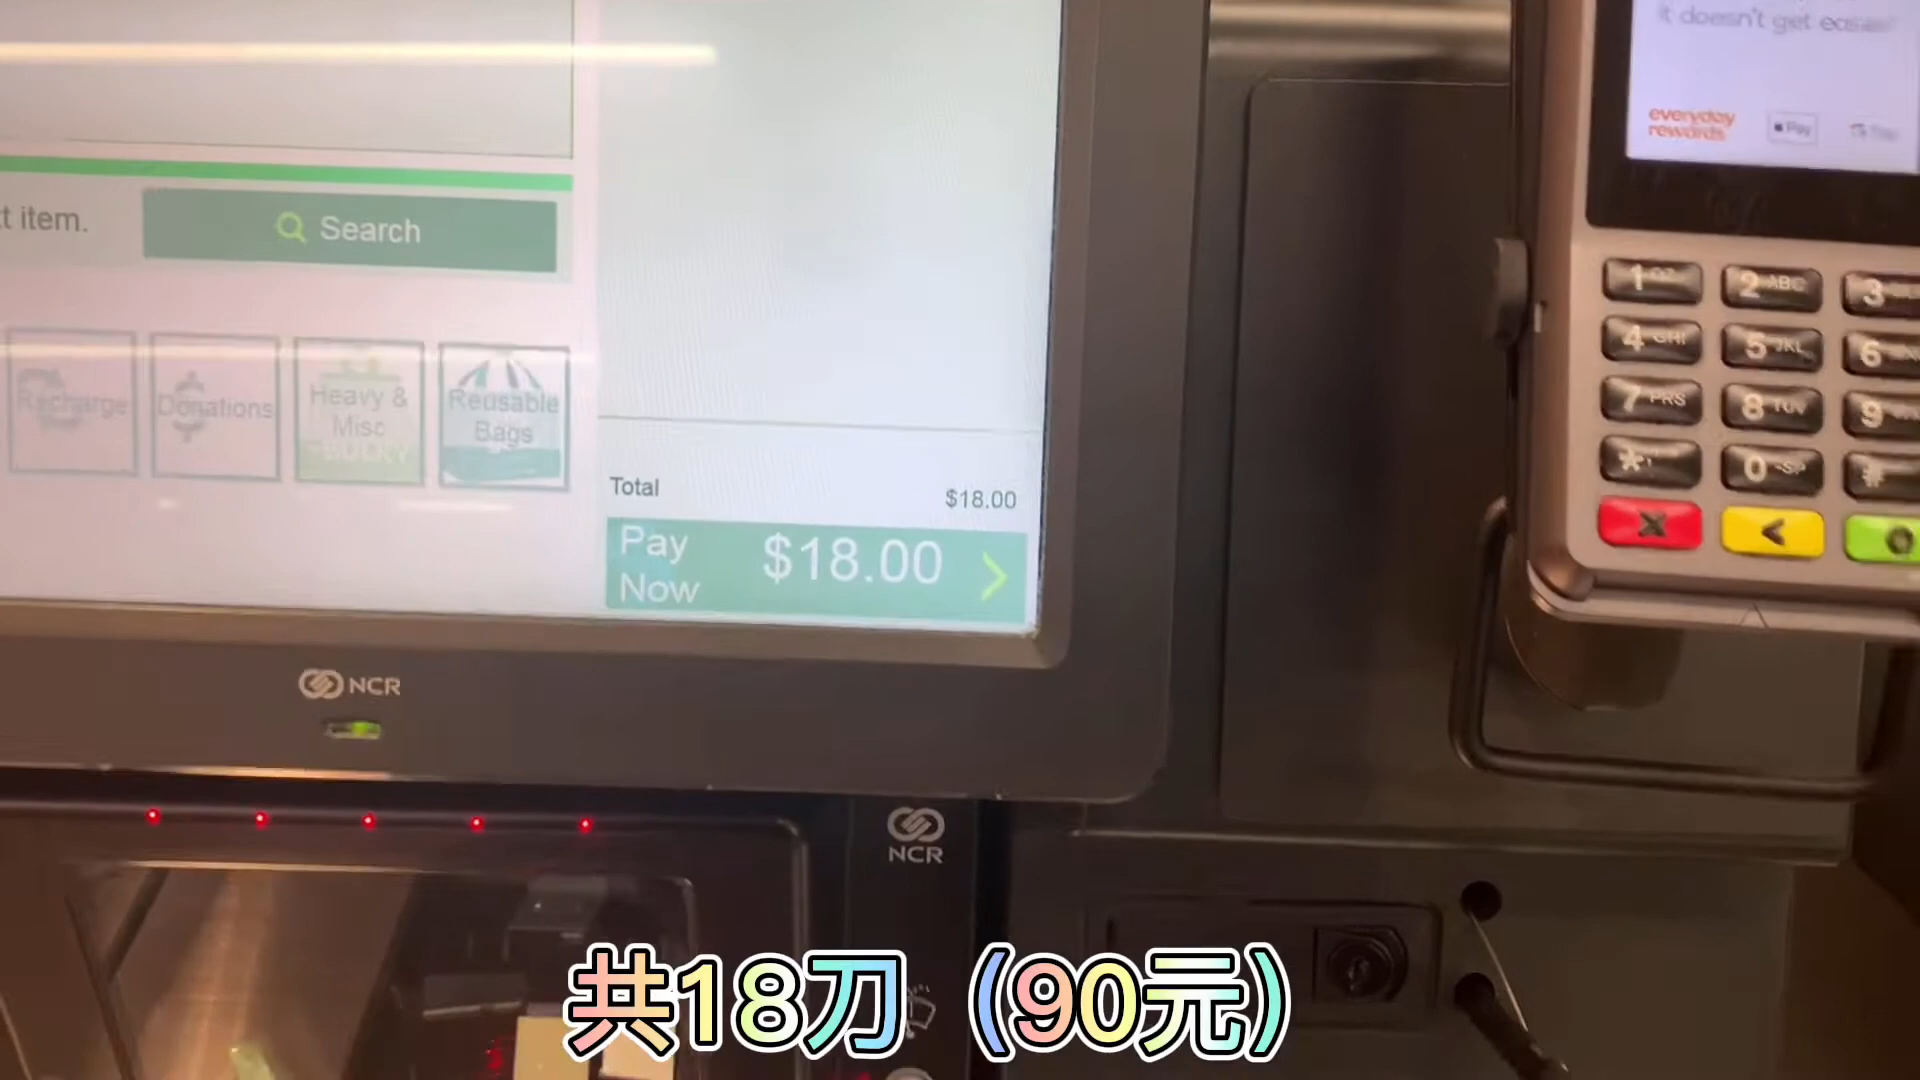 it doesn't get easier
everyday
rewards
Pay
t item.
Search
Recharge
Donations
Heavy &
Misc
BULKY
Reusable
Bags
Total
$18.00
Pay
Now
$18.00
NCR
NCR
1
2 ABC
3
4 GHI
5 JKL
6
7 PRS
8 TUV
9
*
0
#
共18刀（90元）